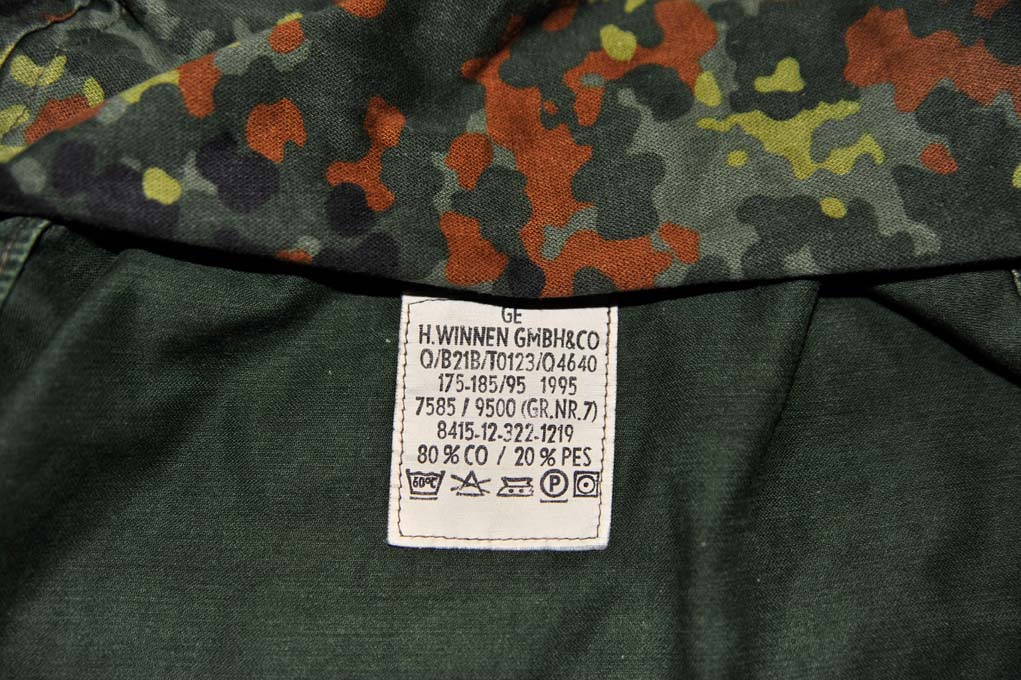 GE
H.WINNEN GMBH&CO
Q/B21B/T0123/Q4640
175-185/95 1995
7585 / 9500 (GR.NR.7)
8415-12-322-1219
80% CO / 20% PES
60°C P